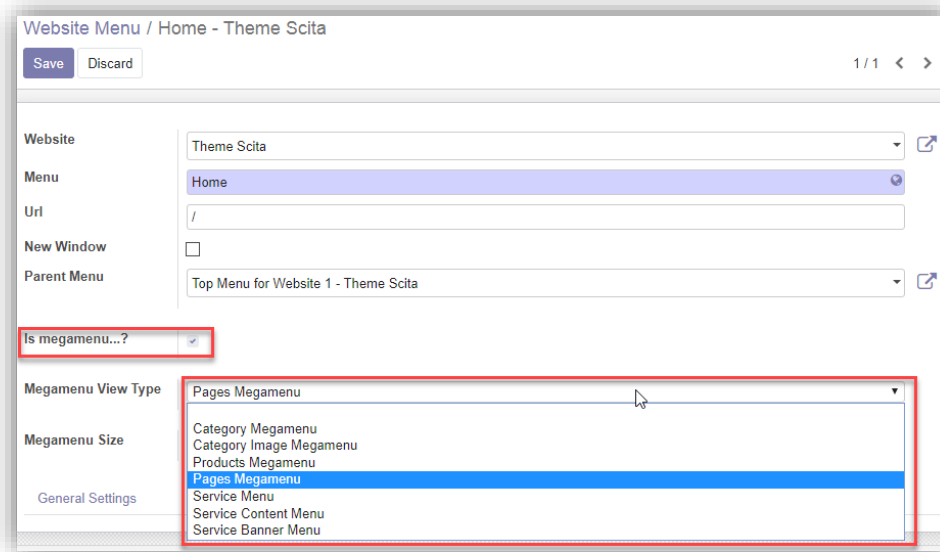 Website Menu / Home - Theme Scita
Save Discard 1 / 1
Website Theme Scita
Menu Home
Url /
New Window
Parent Menu Top Menu for Website 1 - Theme Scita
Is megamenu...?
Megamenu View Type Pages Megamenu
Category Megamenu
Megamenu Size Category Image Megamenu
Products Megamenu
Pages Megamenu
General Settings Service Menu
Service Content Menu
Service Banner Menu